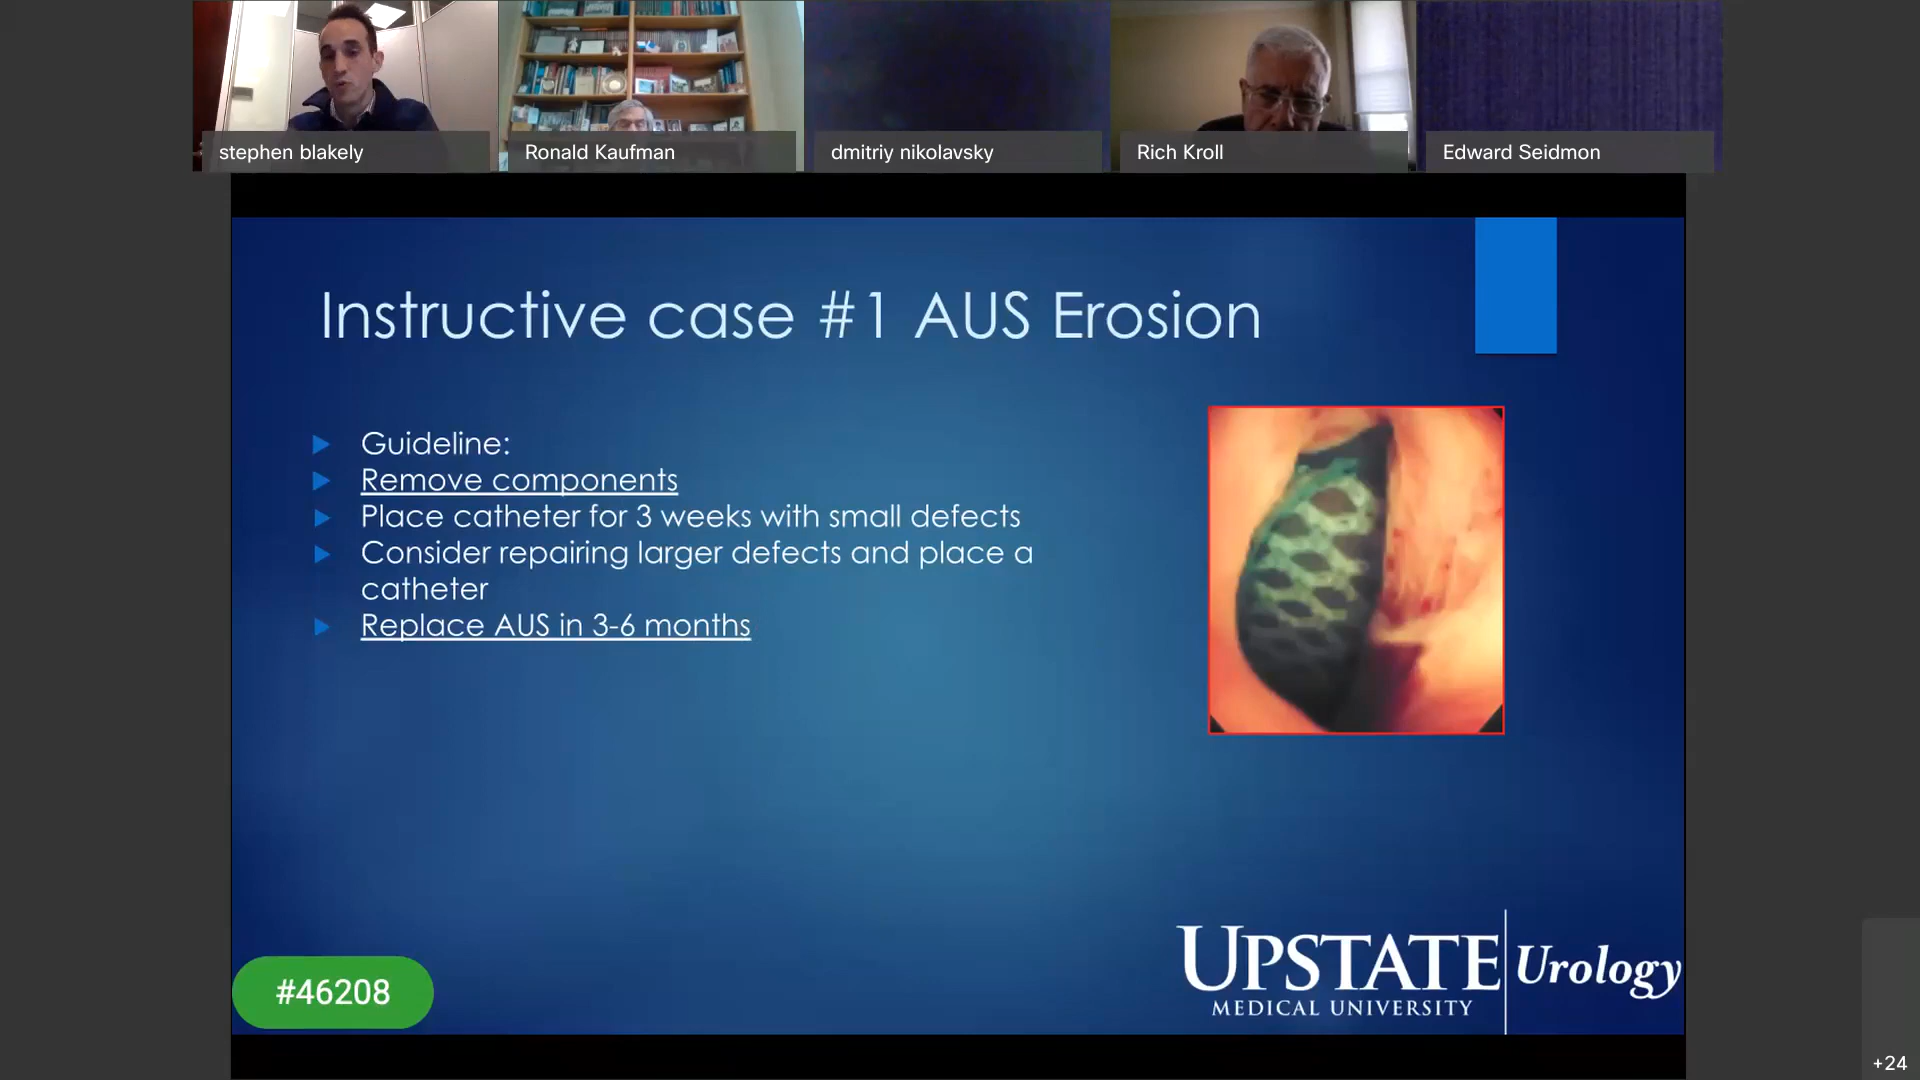 stephen blakely
Ronald Kaufman
dmitriy nikolavsky
Rich Kroll
Edward Seidmon
Instructive case #1 AUS Erosion
Guideline:
Remove components
Place catheter for 3 weeks with small defects
Consider repairing larger defects and place a
catheter
Replace AUS in 3-6 months
#46208
UPSTATE
MEDICAL UNIVERSITY
Urology
+24